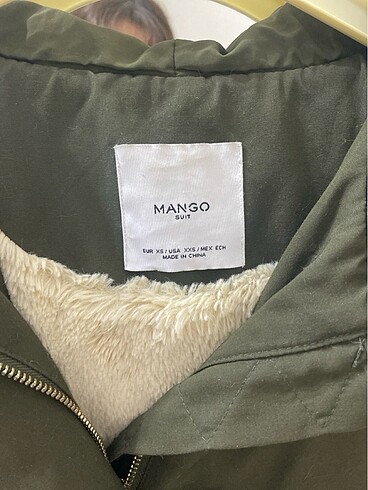 MANGO
SUIT
EUR XS / USA XXS / MEX ECH
MADE IN CHINA